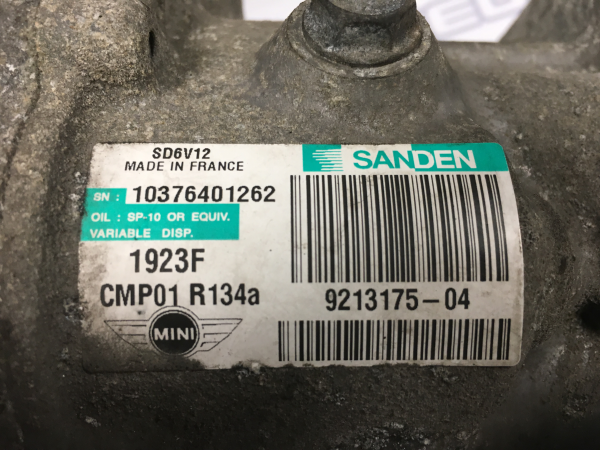 SD6V12
MADE IN FRANCE
SANDEN
SN : 10376401262
OIL : SP-10 OR EQUIV.
VARIABLE DISP.
1923F
CMP01 R134a
9213175-04
MINI